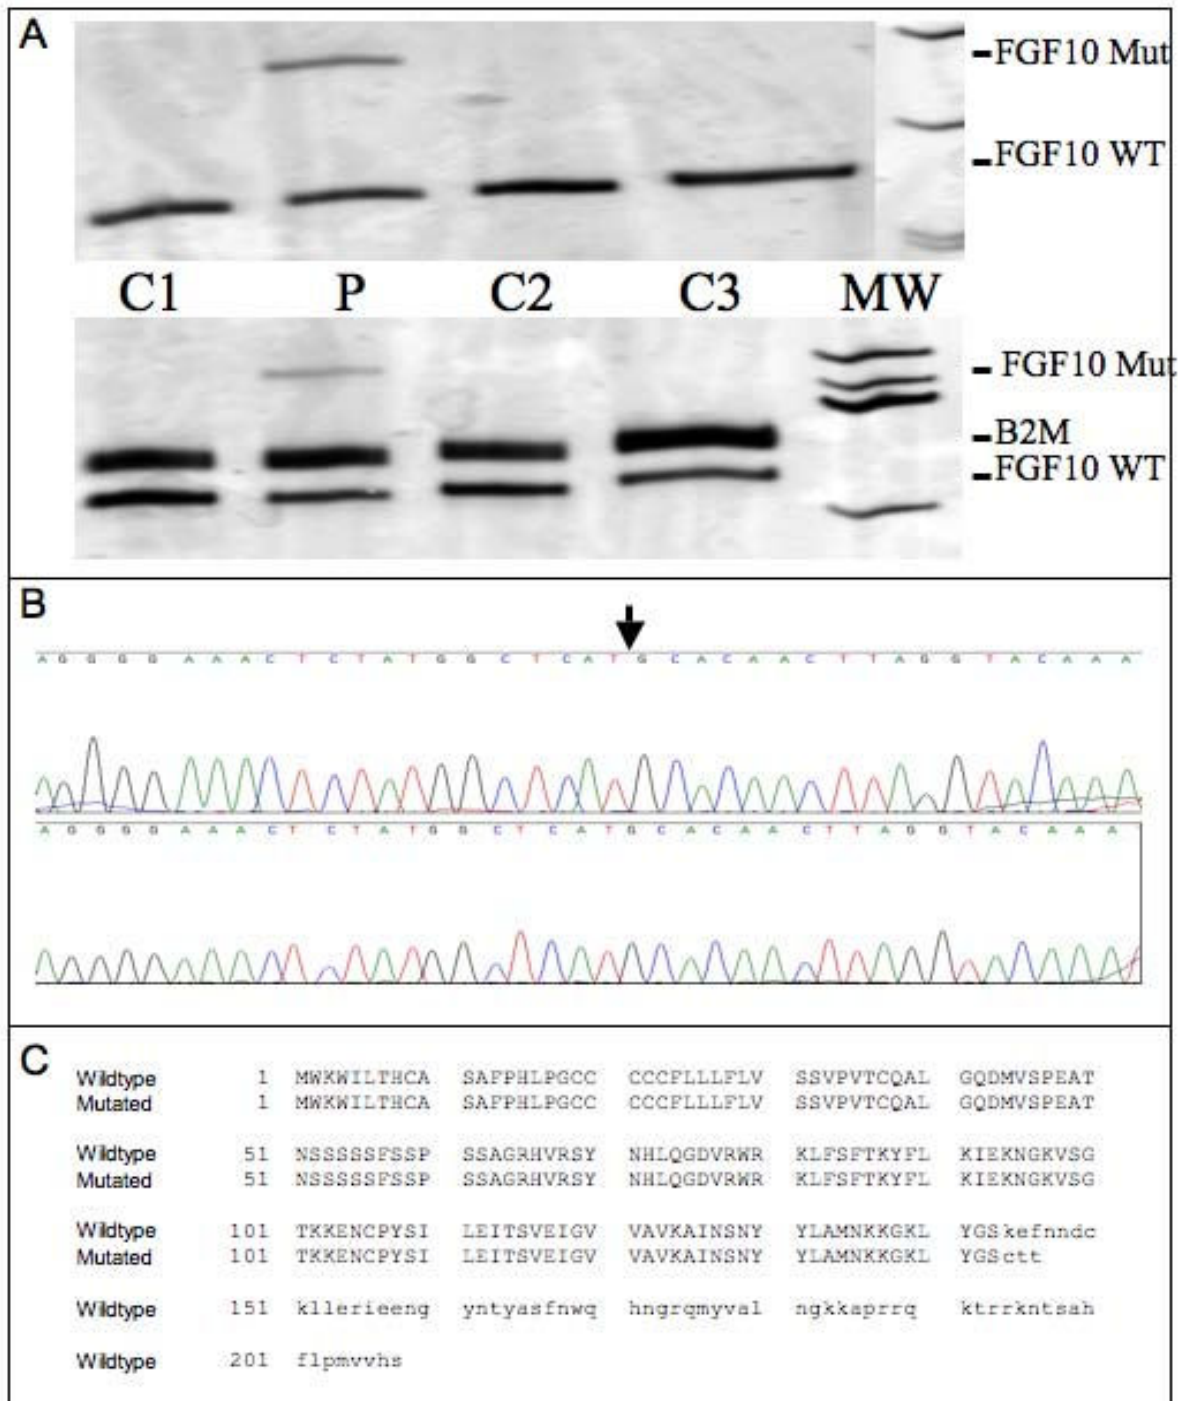 A
FGF10 Mut
FGF10 WT
C1 P C2 C3 MW
FGF10 Mut
B2M
FGF10 WT
B
A G G G G A A A C T C T A T G G C T C A T G C A C A A C T T A G G T A C A A A
A G G G G A A A C T C T A T G G C T C A T G C A C A A C T T A G G T A C A A A
C
Wildtype 1 MWKWILTHCA SAFPHLPGCC CCCFLLLFLV SSVPVTCQAL GQDMVSPEAT
Mutated 1 MWKWILTHCA SAFPHLPGCC CCCFLLLFLV SSVPVTCQAL GQDMVSPEAT
Wildtype 51 NSSSSSFSSP SSAGRHVRSY NHLQGDVRWR KLFSFTKYFL KIEKNGKVSG
Mutated 51 NSSSSSFSSP SSAGRHVRSY NHLQGDVRWR KLFSFTKYFL KIEKNGKVSG
Wildtype 101 TKKENCPYSI LEITSVEIGV VAVKAINSNY YLAMNKKGKL YGSkefnndc
Mutated 101 TKKENCPYSI LEITSVEIGV VAVKAINSNY YLAMNKKGKL YGSctt
Wildtype 151 kllerieeng yntyasfnwq hngrqmyval ngkkaprrq ktrrkntsah
Wildtype 201 flpmvvhs